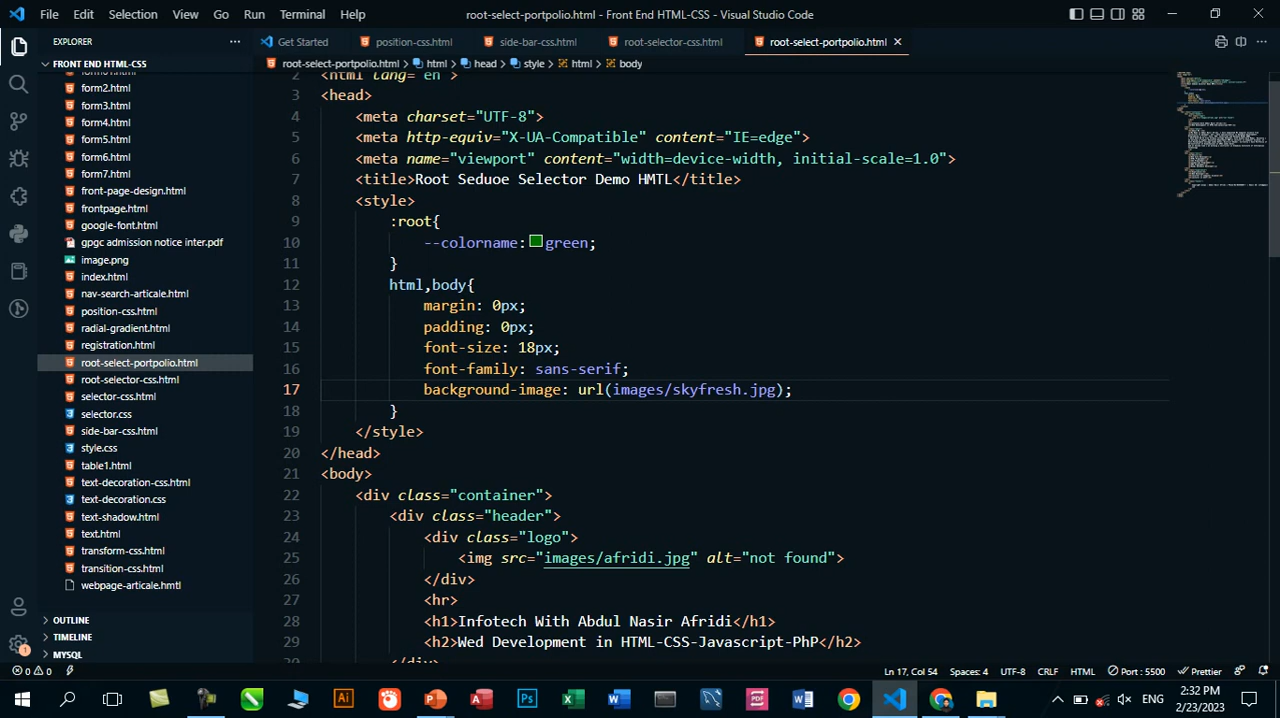 File Edit Selection View Go Run Terminal Help root-select-portpolio.html - Front End HTML-CSS - Visual Studio Code
EXPLORER ··· Get Started position-css.html side-bar-css.html root-selector-css.html root-select-portpolio.html
FRONT END HTML-CSS
root-select-portpolio.html > html > head > style > html > body
form2.html
form3.html
form4.html
form5.html
form6.html
form7.html
front-page-design.html
frontpage.html
google-font.html
gpgc admission notice inter.pdf
image.png
index.html
nav-search-articale.html
position-css.html
radial-gradient.html
registration.html
root-select-portpolio.html
root-selector-css.html
selector-css.html
selector.css
side-bar-css.html
style.css
table1.html
text-decoration-css.html
text-decoration.css
text-shadow.html
text.html
transform-css.html
transition-css.html
webpage-articale.hmtl
OUTLINE
TIMELINE
MYSQL
2 <html lang="en">
3 <head>
4 <meta charset="UTF-8">
5 <meta http-equiv="X-UA-Compatible" content="IE=edge">
6 <meta name="viewport" content="width=device-width, initial-scale=1.0">
7 <title>Root Seduoe Selector Demo HMTL</title>
8 <style>
9 :root{
10 --colorname: green;
11 }
12 html,body{
13 margin: 0px;
14 padding: 0px;
15 font-size: 18px;
16 font-family: sans-serif;
17 background-image: url(images/skyfresh.jpg);
18 }
19 </style>
20 </head>
21 <body>
22 <div class="container">
23 <div class="header">
24 <div class="logo">
25 <img src="images/afridi.jpg" alt="not found">
26 </div>
27 <hr>
28 <h1>Infotech With Abdul Nasir Afridi</h1>
29 <h2>Wed Development in HTML-CSS-Javascript-PhP</h2>
0 0 Ln 17, Col 54 Spaces: 4 UTF-8 CRLF HTML Port : 5500 Prettier
ENG 2:32 PM
2/23/2023